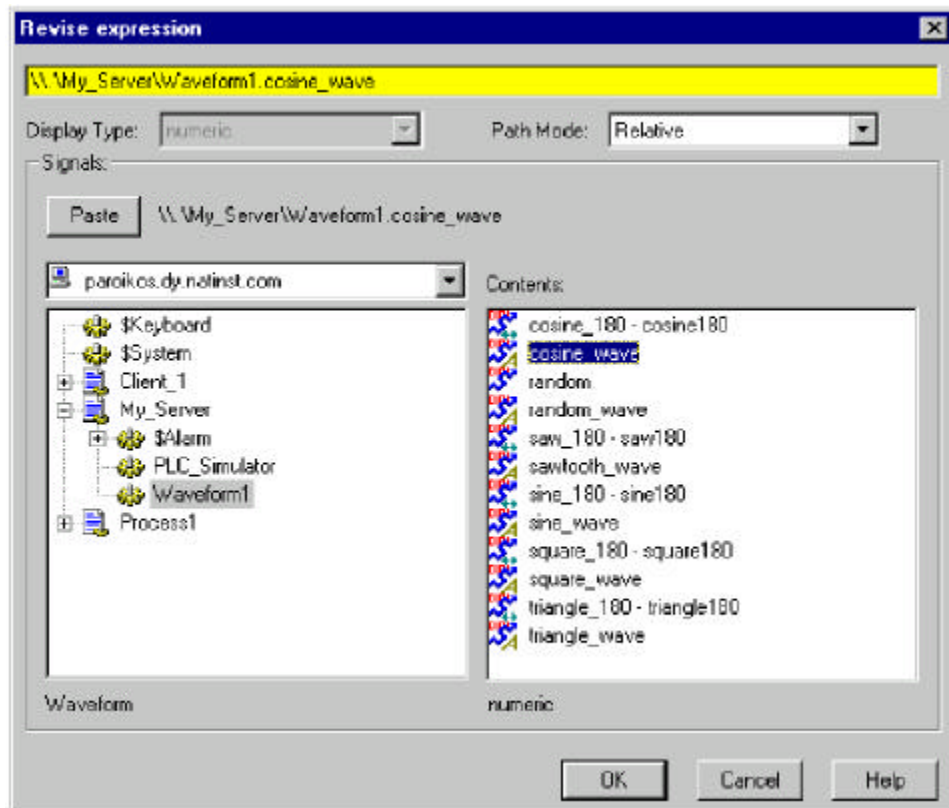 Revise expression
\\.\My_Server\Waveform1.cosine_wave
Display Type: numeric Path Mode: Relative
Signals:
Paste \\.\My_Server\Waveform1.cosine_wave
paroikos.dy.natinst.com
Contents:
$Keyboard
$System
Client_1
My_Server
$Alarm
PLC_Simulator
Waveform1
Process1
cosine_180 - cosine180
cosine_wave
random
random_wave
saw_180 - saw180
sawtooth_wave
sine_180 - sine180
sine_wave
square_180 - square180
square_wave
triangle_180 - triangle180
triangle_wave
Waveform
numeric
OK Cancel Help